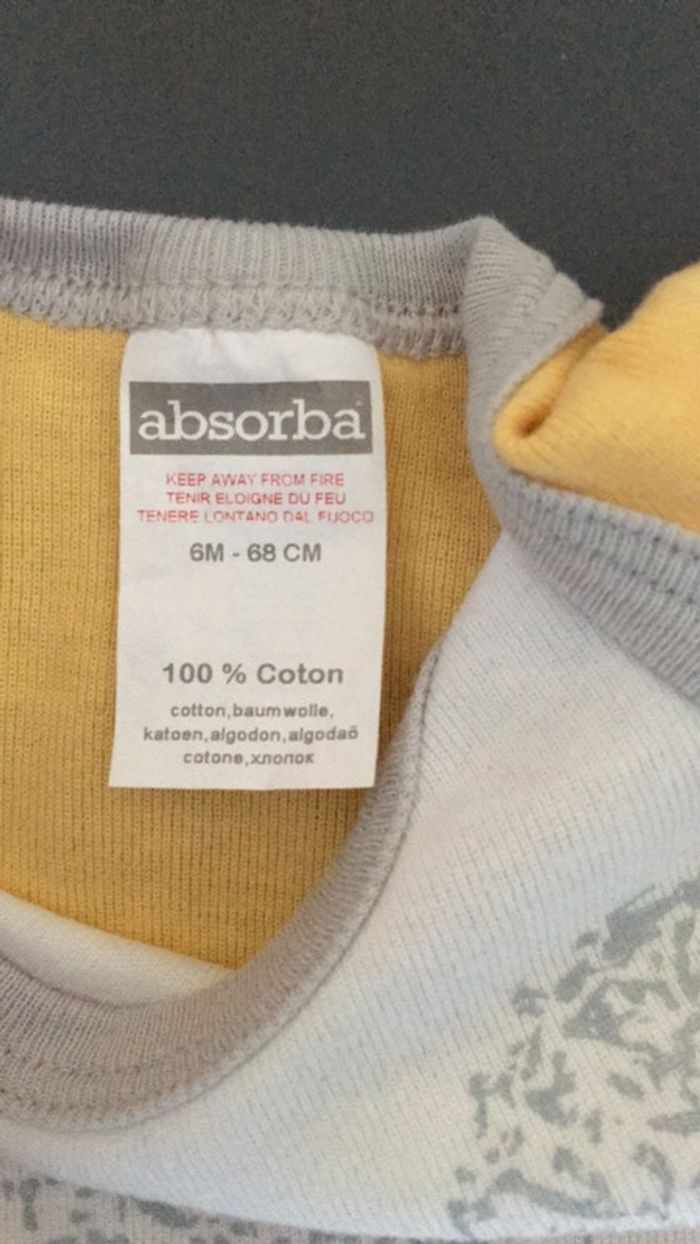 absorba
KEEP AWAY FROM FIRE
TENIR ELOIGNE DU FEU
TENERE LONTANO DAL FUOCO
6M - 68 CM
100 % Coton
cotton,baumwolle,
katoen,algodon,algodaõ
cotone,хлопок